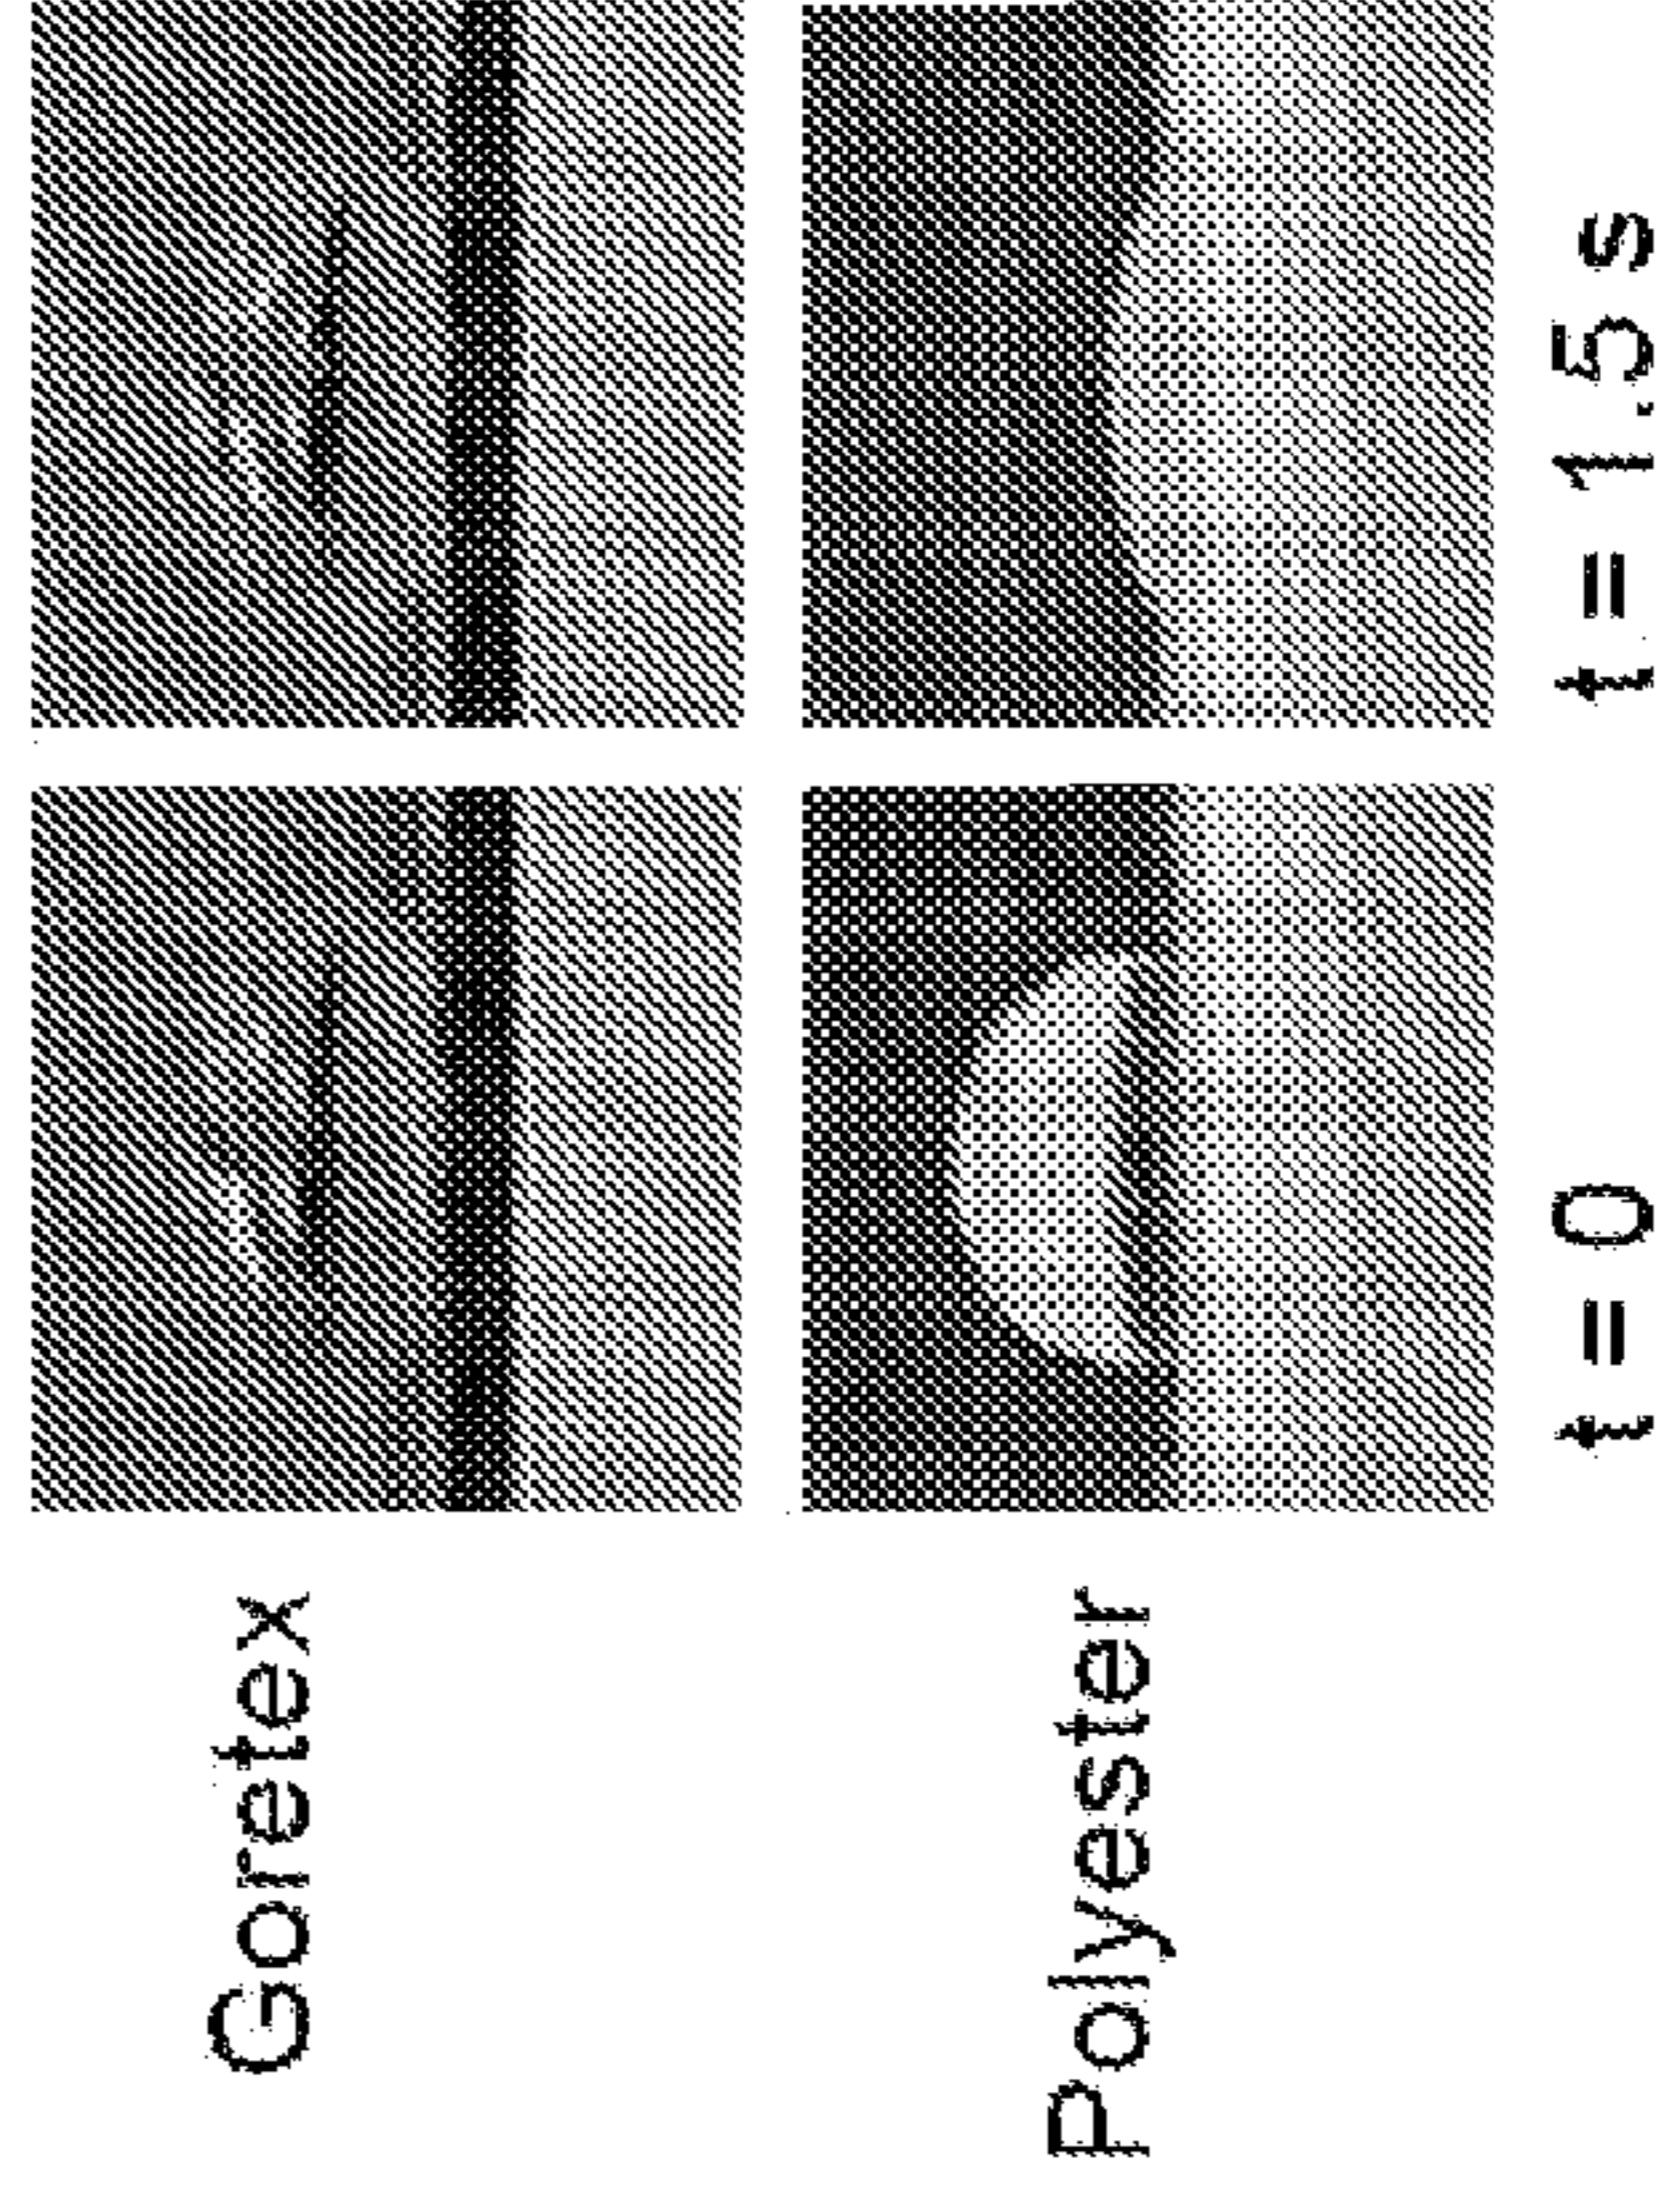 Goretex
Polyester
t = 0
t = 1.5 s